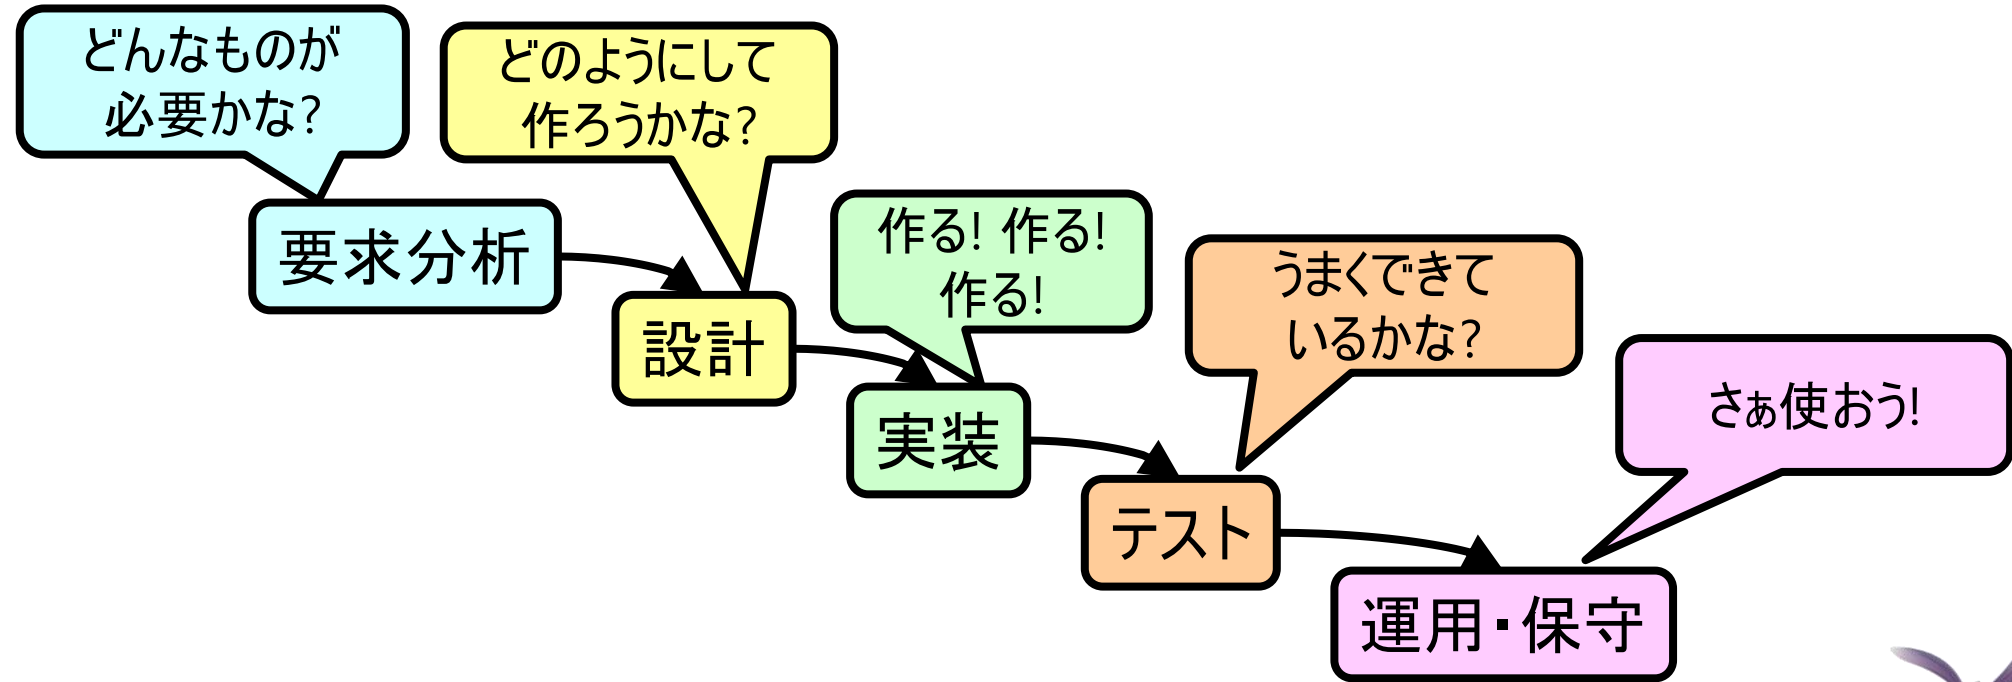 どんなものが
必要かな?
どのようにして
作ろうかな?
要求分析
作る! 作る!
作る!
設計
うまくできて
いるかな?
実装
さぁ使おう!
テスト
運用・保守